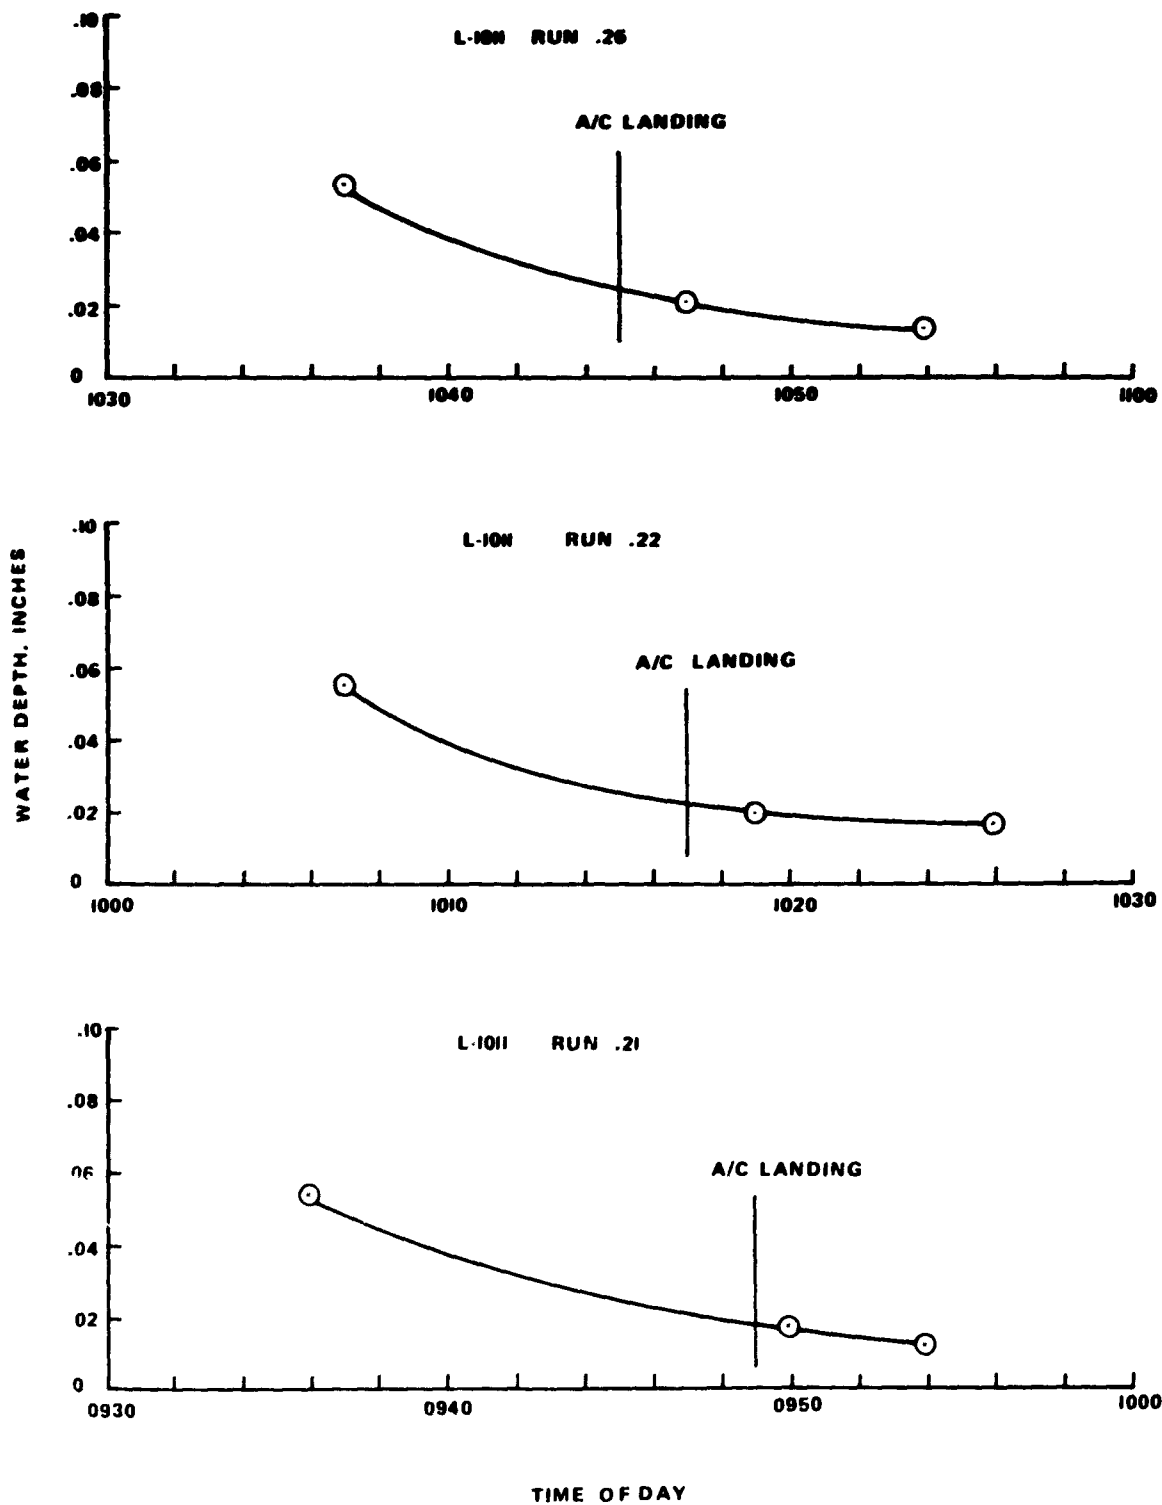 .10
L-1011 RUN .26
.08
A/C LANDING
.06
.04
.02
0
1030 1040 1050 1100
.10
L-1011 RUN .22
.08
A/C LANDING
.06
.04
.02
0
1000 1010 1020 1030
WATER DEPTH, INCHES
.10
L-1011 RUN .21
.08
A/C LANDING
06
.04
02
0
0930 0940 0950 1000
TIME OF DAY